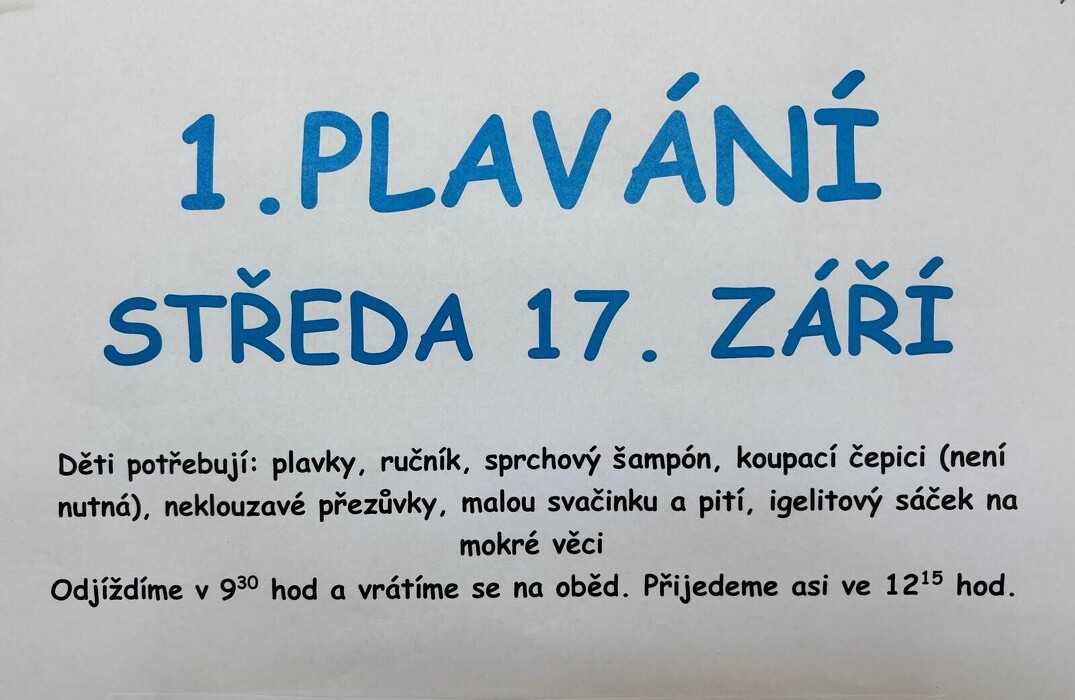 1.PLAVÁNÍ
STŘEDA 17. ZÁŘÍ
Děti potřebují: plavky, ručník, sprchový šampón, koupací čepici (není
nutná), neklouzavé přezůvky, malou svačinku a pití, igelitový sáček na
mokré věci
Odjíždíme v 9³⁰ hod a vrátíme se na oběd. Přijedeme asi ve 12¹⁵ hod.